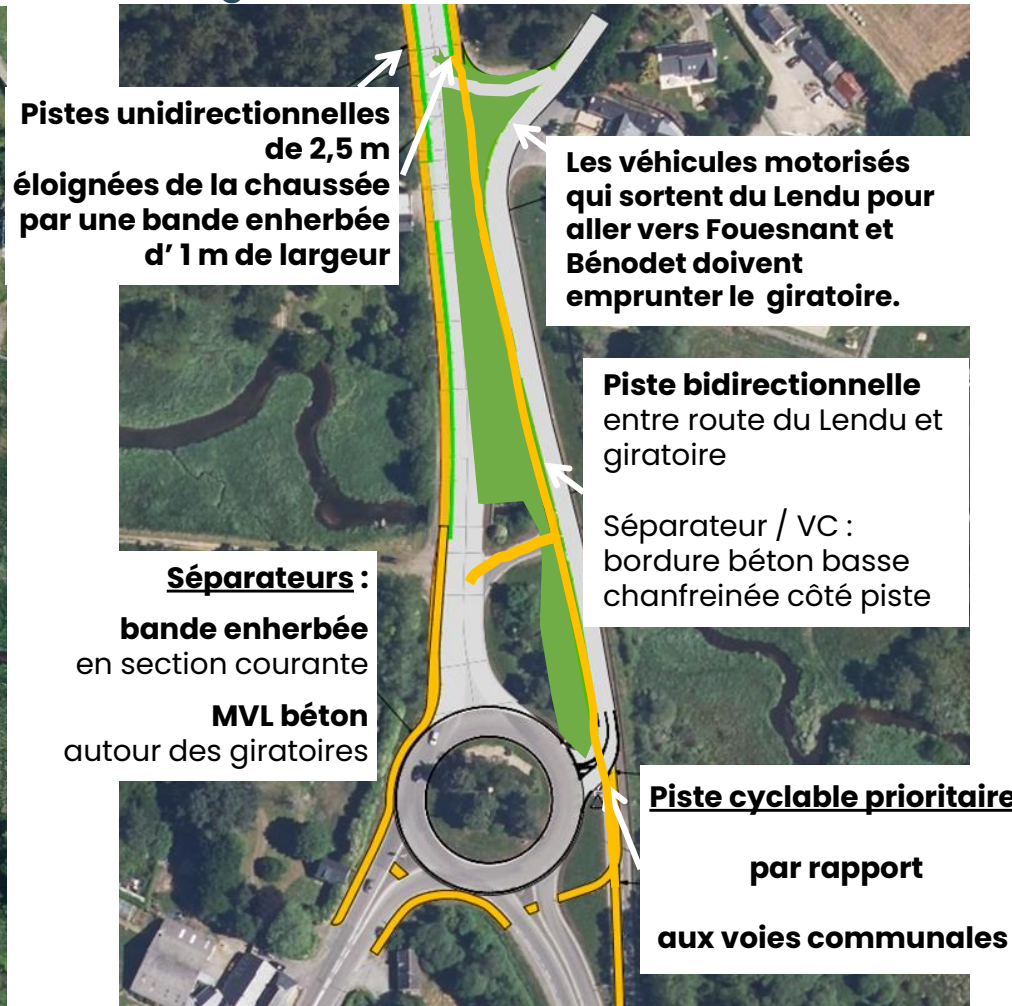 Pistes unidirectionnelles
de 2,5 m
éloignées de la chaussée
par une bande enherbée
d’ 1 m de largeur
Les véhicules motorisés
qui sortent du Lendu pour
aller vers Fouesnant et
Bénodet doivent
emprunter le giratoire.
Piste bidirectionnelle
entre route du Lendu et
giratoire
Séparateur / VC :
bordure béton basse
chanfreinée côté piste
Séparateurs :
bande enherbée
en section courante
MVL béton
autour des giratoires
Piste cyclable prioritaire
par rapport
aux voies communales